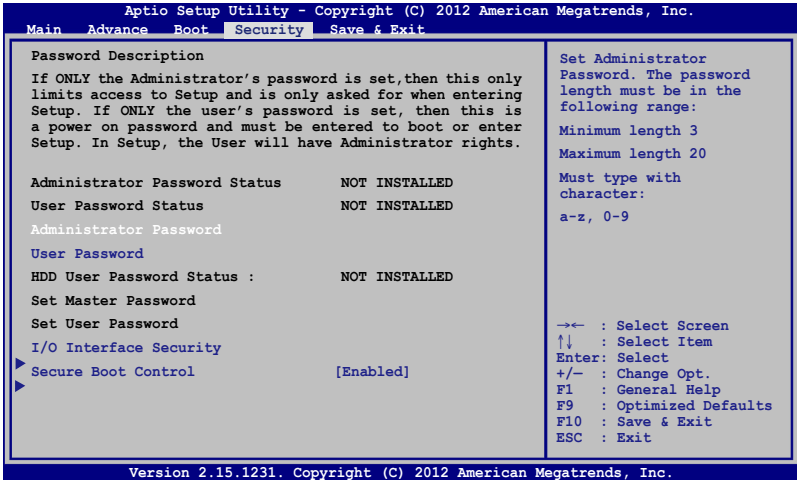 Aptio Setup Utility - Copyright (C) 2012 American Megatrends, Inc.
Main Advance Boot Security Save & Exit
Password Description
If ONLY the Administrator's password is set,then this only
limits access to Setup and is only asked for when entering
Setup. If ONLY the user's password is set, then this is
a power on password and must be entered to boot or enter
Setup. In Setup, the User will have Administrator rights.
Administrator Password Status NOT INSTALLED
User Password Status NOT INSTALLED
Administrator Password
User Password
HDD User Password Status : NOT INSTALLED
Set Master Password
Set User Password
I/O Interface Security
Secure Boot Control [Enabled]
Set Administrator
Password. The password
length must be in the
following range:
Minimum length 3
Maximum length 20
Must type with
character:
a-z, 0-9
→← : Select Screen
↑↓ : Select Item
Enter: Select
+/— : Change Opt.
F1 : General Help
F9 : Optimized Defaults
F10 : Save & Exit
ESC : Exit
Version 2.15.1231. Copyright (C) 2012 American Megatrends, Inc.